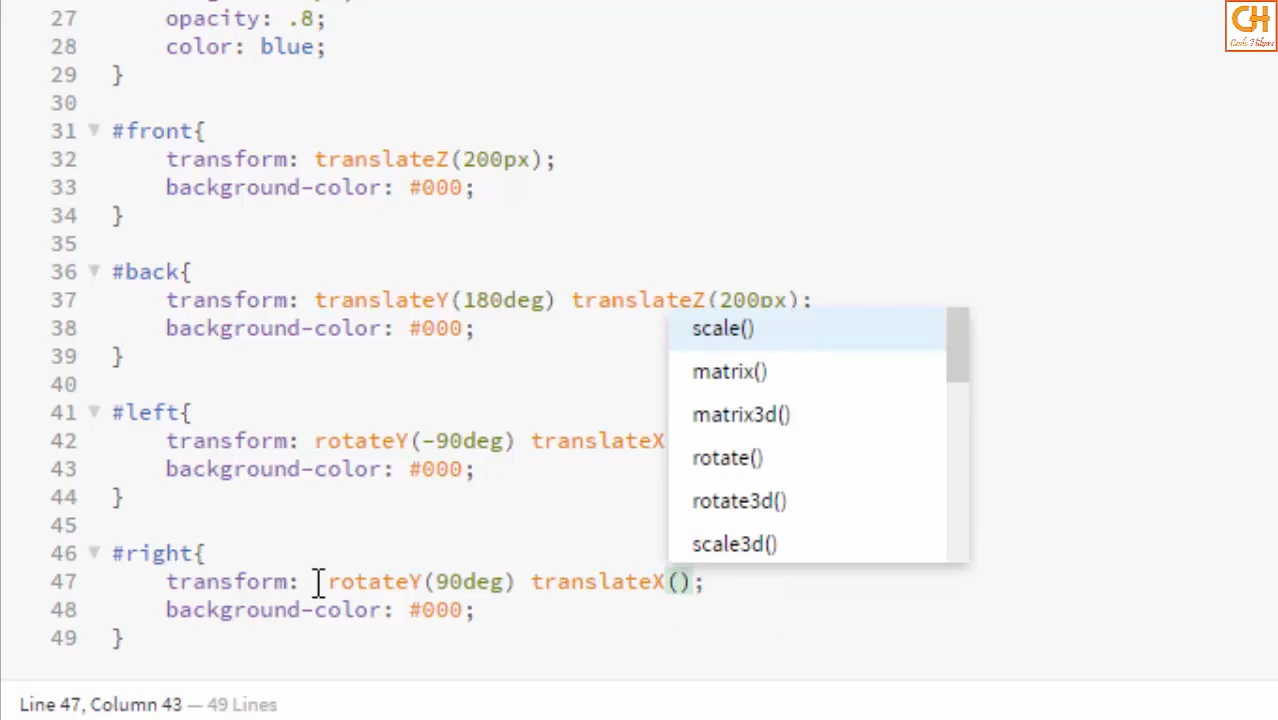 CH
Code Hikers
27 opacity: .8;
28 color: blue;
29 }
30
31 #front{
32 transform: translateZ(200px);
33 background-color: #000;
34 }
35
36 #back{
37 transform: translateY(180deg) translateZ(200px);
38 background-color: #000;
39 }
40
41 #left{
42 transform: rotateY(-90deg) translateX
43 background-color: #000;
44 }
45
46 #right{
47 transform: rotateY(90deg) translateX();
48 background-color: #000;
49 }
scale()
matrix()
matrix3d()
rotate()
rotate3d()
scale3d()
Line 47, Column 43 — 49 Lines